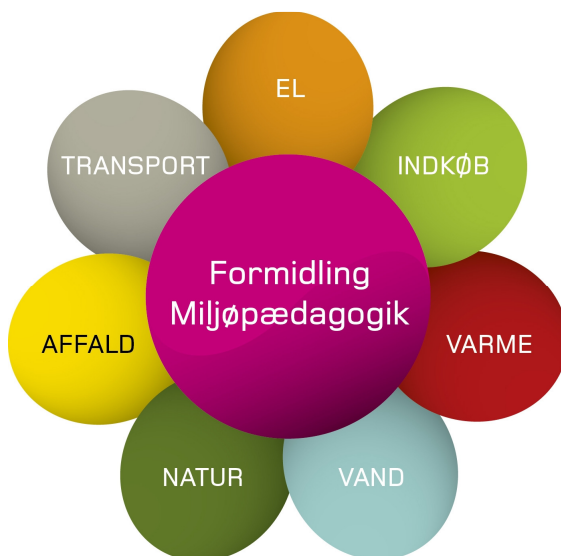 EL
INDKØB
VARME
VAND
NATUR
AFFALD
TRANSPORT
Formidling
Miljøpædagogik